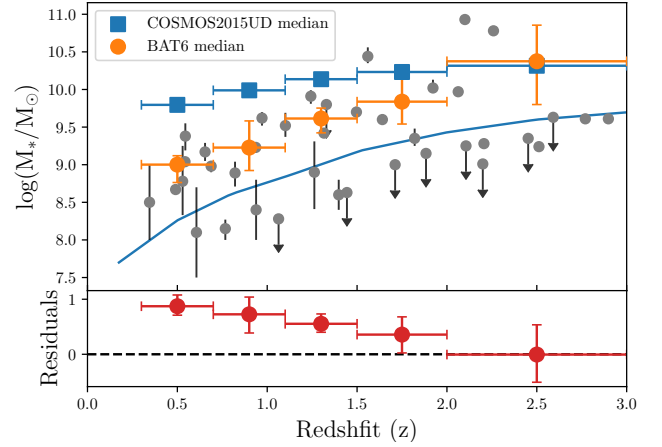 COSMOS2015UD median
BAT6 median
log(M*/M⊙)
11.0
10.5
10.0
9.5
9.0
8.5
8.0
7.5
Residuals
1
0
0.0 0.5 1.0 1.5 2.0 2.5 3.0
Redshfit (z)